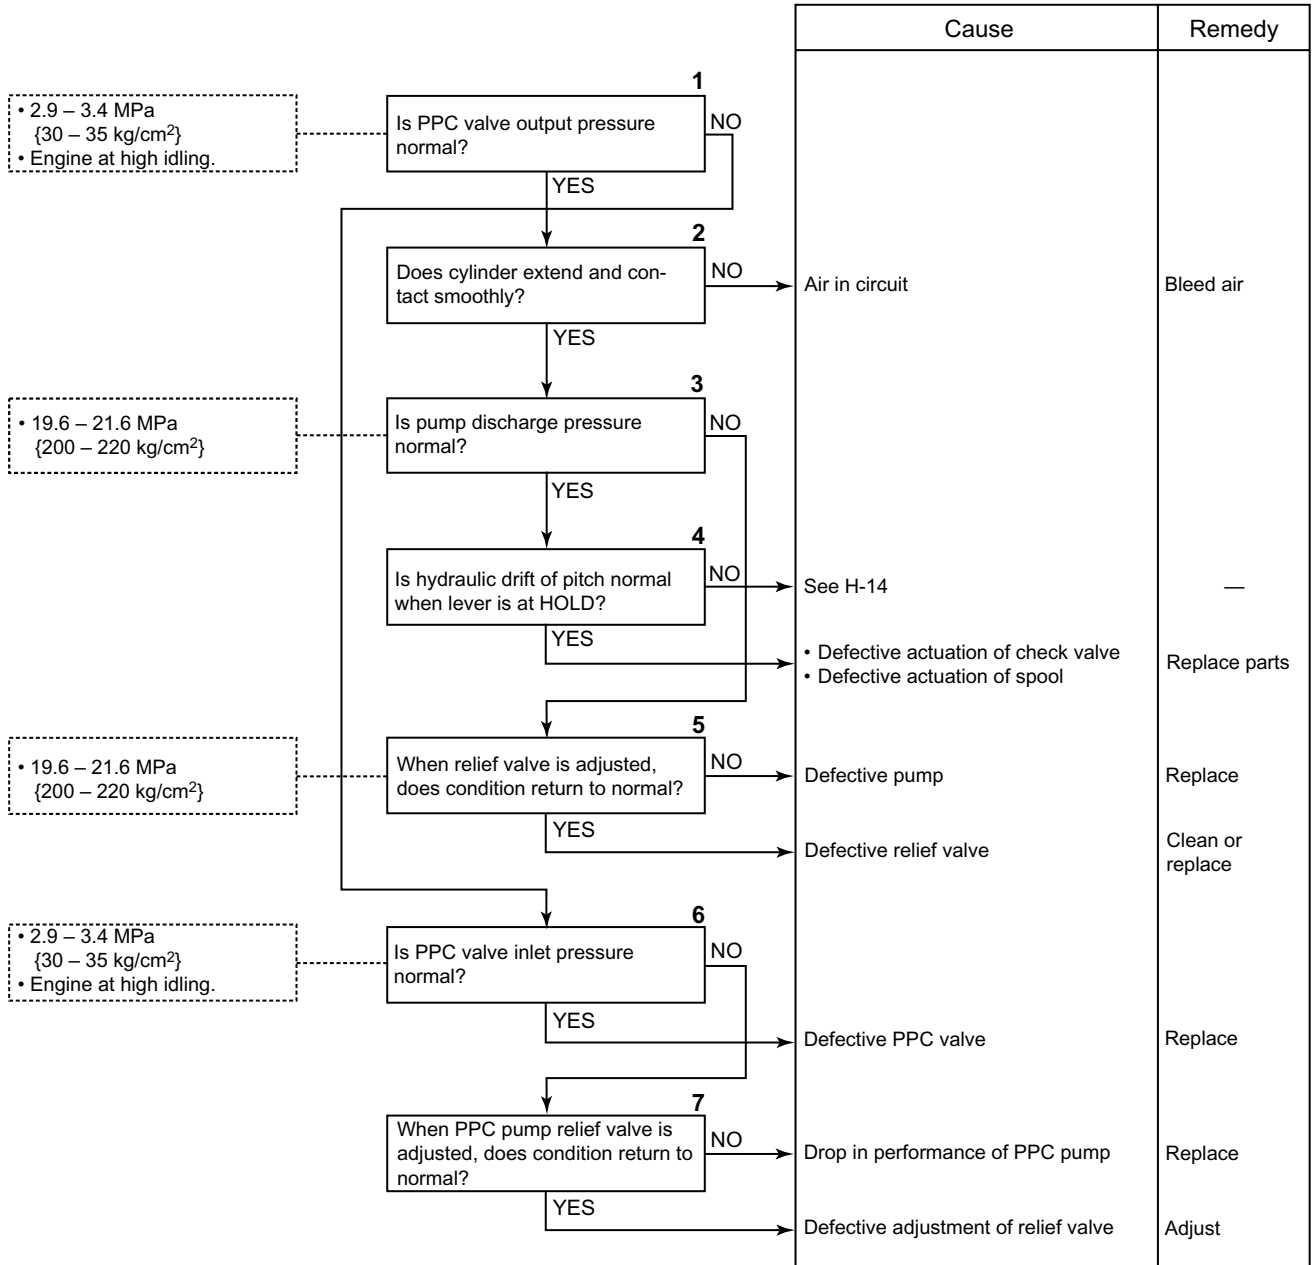 Cause
Remedy
1
• 2.9 – 3.4 MPa
{30 – 35 kg/cm²}
• Engine at high idling.
Is PPC valve output pressure
normal?
NO
YES
2
Does cylinder extend and con-
tact smoothly?
NO
Air in circuit
Bleed air
YES
3
• 19.6 – 21.6 MPa
{200 – 220 kg/cm²}
Is pump discharge pressure
normal?
NO
YES
4
Is hydraulic drift of pitch normal
when lever is at HOLD?
NO
See H-14
—
YES
• Defective actuation of check valve
• Defective actuation of spool
Replace parts
5
• 19.6 – 21.6 MPa
{200 – 220 kg/cm²}
When relief valve is adjusted,
does condition return to normal?
NO
Defective pump
Replace
YES
Defective relief valve
Clean or
replace
6
• 2.9 – 3.4 MPa
{30 – 35 kg/cm²}
• Engine at high idling.
Is PPC valve inlet pressure
normal?
NO
YES
Defective PPC valve
Replace
7
When PPC pump relief valve is
adjusted, does condition return to
normal?
NO
Drop in performance of PPC pump
Replace
YES
Defective adjustment of relief valve
Adjust